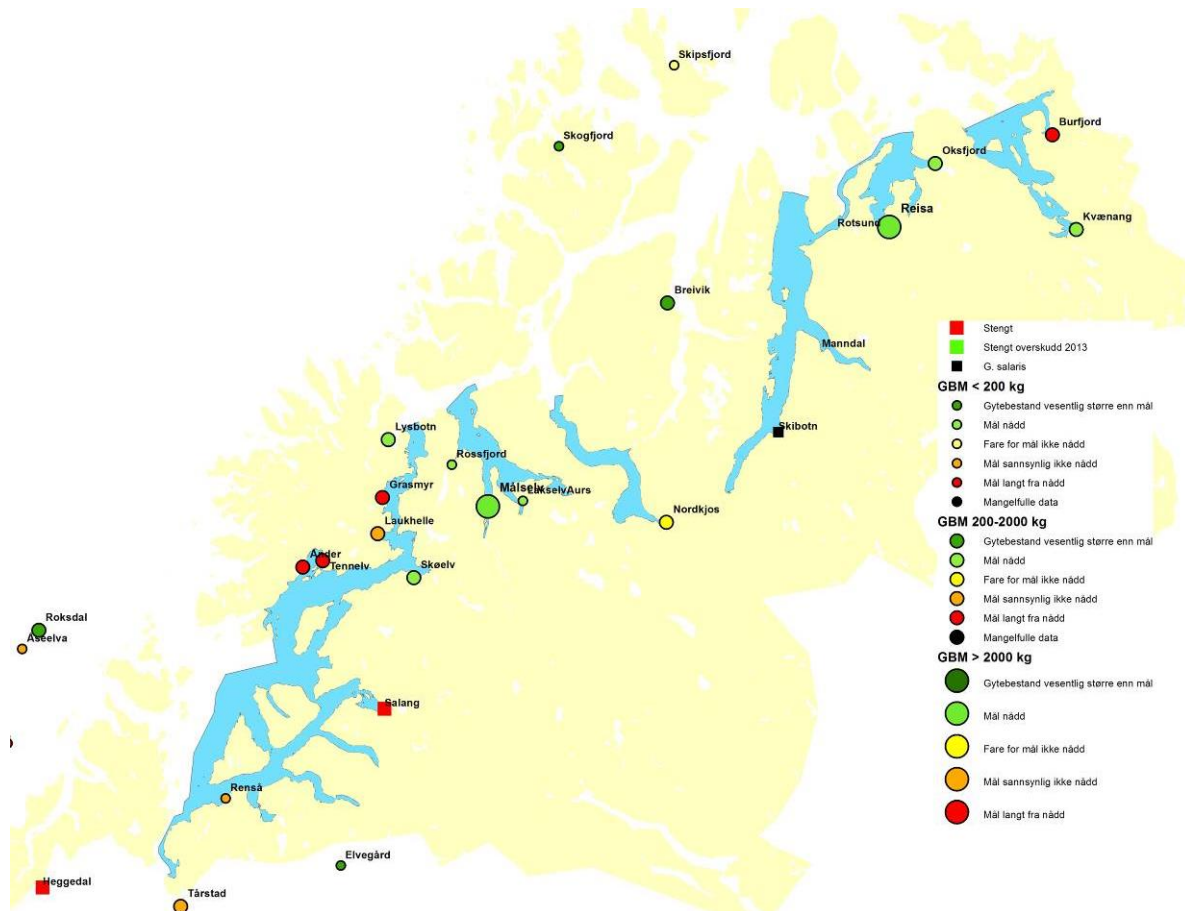 Skipsfjord
Skogfjord
Burfjord
Oksfjord
Reisa
Rotsund
Kvænang
Breivik
Manndal
Skibotn
Lysbotn
Rossfjord
Grasmyr
Målselv
LakselvAurs
Laukhelle
Nordkjos
Ånder
Tennelv
Skøelv
Roksdal
Åseelva
Salang
Renså
Elvegård
Heggedal
Tårstad
Stengt
Stengt overskudd 2013
G. salaris
GBM < 200 kg
Gytebestand vesentlig større enn mål
Mål nådd
Fare for mål ikke nådd
Mål sannsynlig ikke nådd
Mål langt fra nådd
Mangelfulle data
GBM 200-2000 kg
Gytebestand vesentlig større enn mål
Mål nådd
Fare for mål ikke nådd
Mål sannsynlig ikke nådd
Mål langt fra nådd
Mangelfulle data
GBM > 2000 kg
Gytebestand vesentlig større enn mål
Mål nådd
Fare for mål ikke nådd
Mål sannsynlig ikke nådd
Mål langt fra nådd